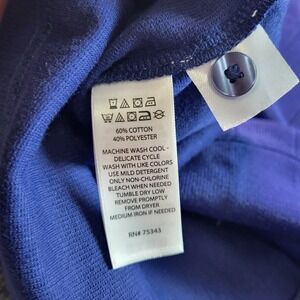 60% COTTON
40% POLYESTER
MACHINE WASH COOL -
DELICATE CYCLE
WASH WITH LIKE COLORS
USE MILD DETERGENT
ONLY NON-CHLORINE
BLEACH WHEN NEEDED
TUMBLE DRY LOW
REMOVE PROMPTLY
FROM DRYER
MEDIUM IRON IF NEEDED
RN# 75343